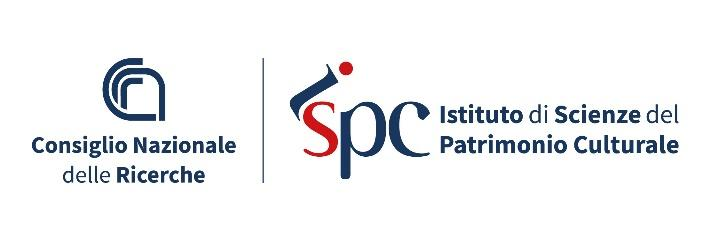 Consiglio Nazionale
delle Ricerche
ispc
Istituto di Scienze del
Patrimonio Culturale